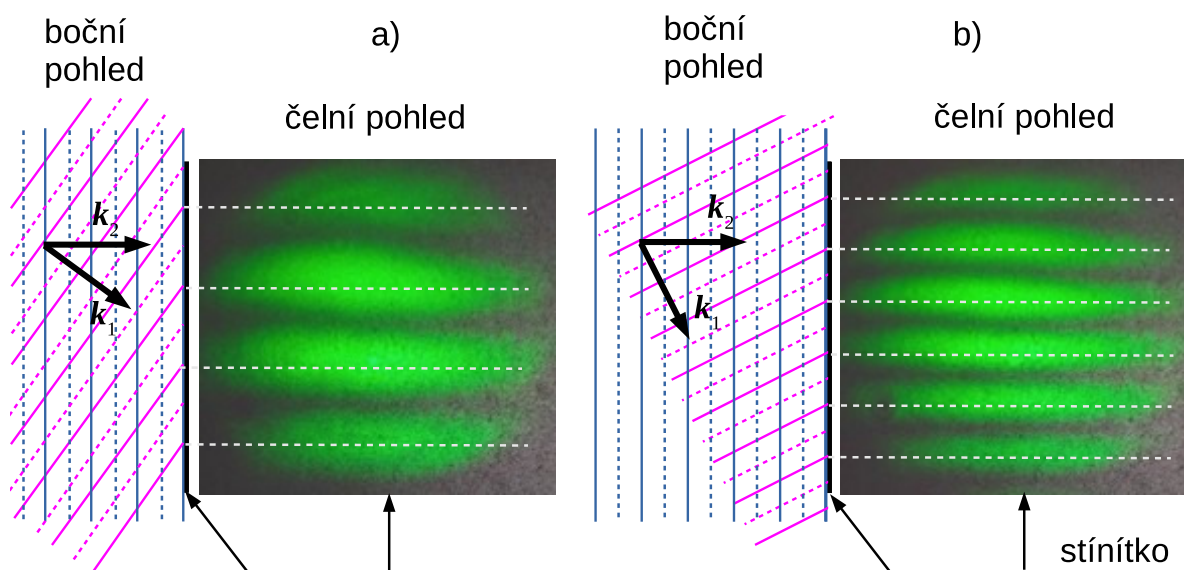 boční
pohled
a)
čelní pohled
k2
k1
boční
pohled
b)
čelní pohled
k2
k1
stínítko